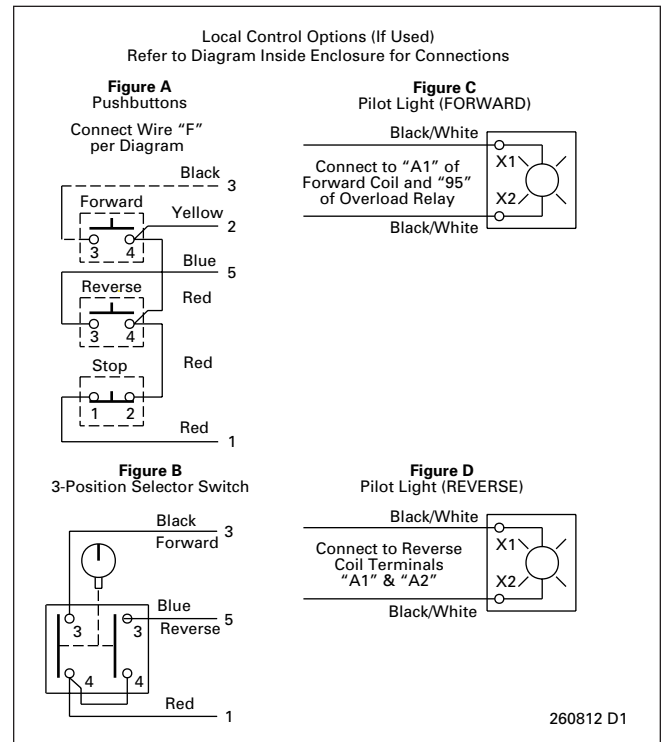 Local Control Options (If Used)
Refer to Diagram Inside Enclosure for Connections
Figure A
Pushbuttons
Connect Wire “F”
per Diagram
Black
3
Forward
Yellow
2
3 4
Blue
5
Reverse
Red
3 4
Stop
Red
1 2
Red
1
Figure C
Pilot Light (FORWARD)
Black/White
X1
Connect to “A1” of
Forward Coil and “95”
of Overload Relay
X2
Black/White
Figure B
3-Position Selector Switch
Black
3
Forward
Blue
5
Reverse
3 3
4 4
Red
1
Figure D
Pilot Light (REVERSE)
Black/White
X1
Connect to Reverse
Coil Terminals
“A1” & “A2”
X2
Black/White
260812 D1